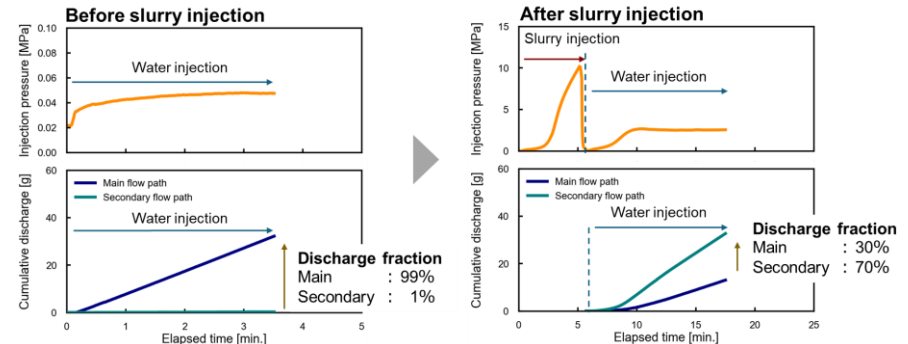 Before slurry injection
Injection pressure [MPa]
0.10
0.08
0.06
0.04
0.02
0.00
Water injection
Cumulative discharge [g]
60
40
20
0
Main flow path
Secondary flow path
Water injection
Discharge fraction
Main : 99%
Secondary : 1%
0 1 2 3 4 5
Elapsed time [min.]
After slurry injection
Injection pressure [MPa]
15
10
5
0
Slurry injection
Water injection
Cumulative discharge [g]
60
40
20
0
Main flow path
Secondary flow path
Water injection
Discharge fraction
Main : 30%
Secondary : 70%
0 5 10 15 20 25
Elapsed time [min.]